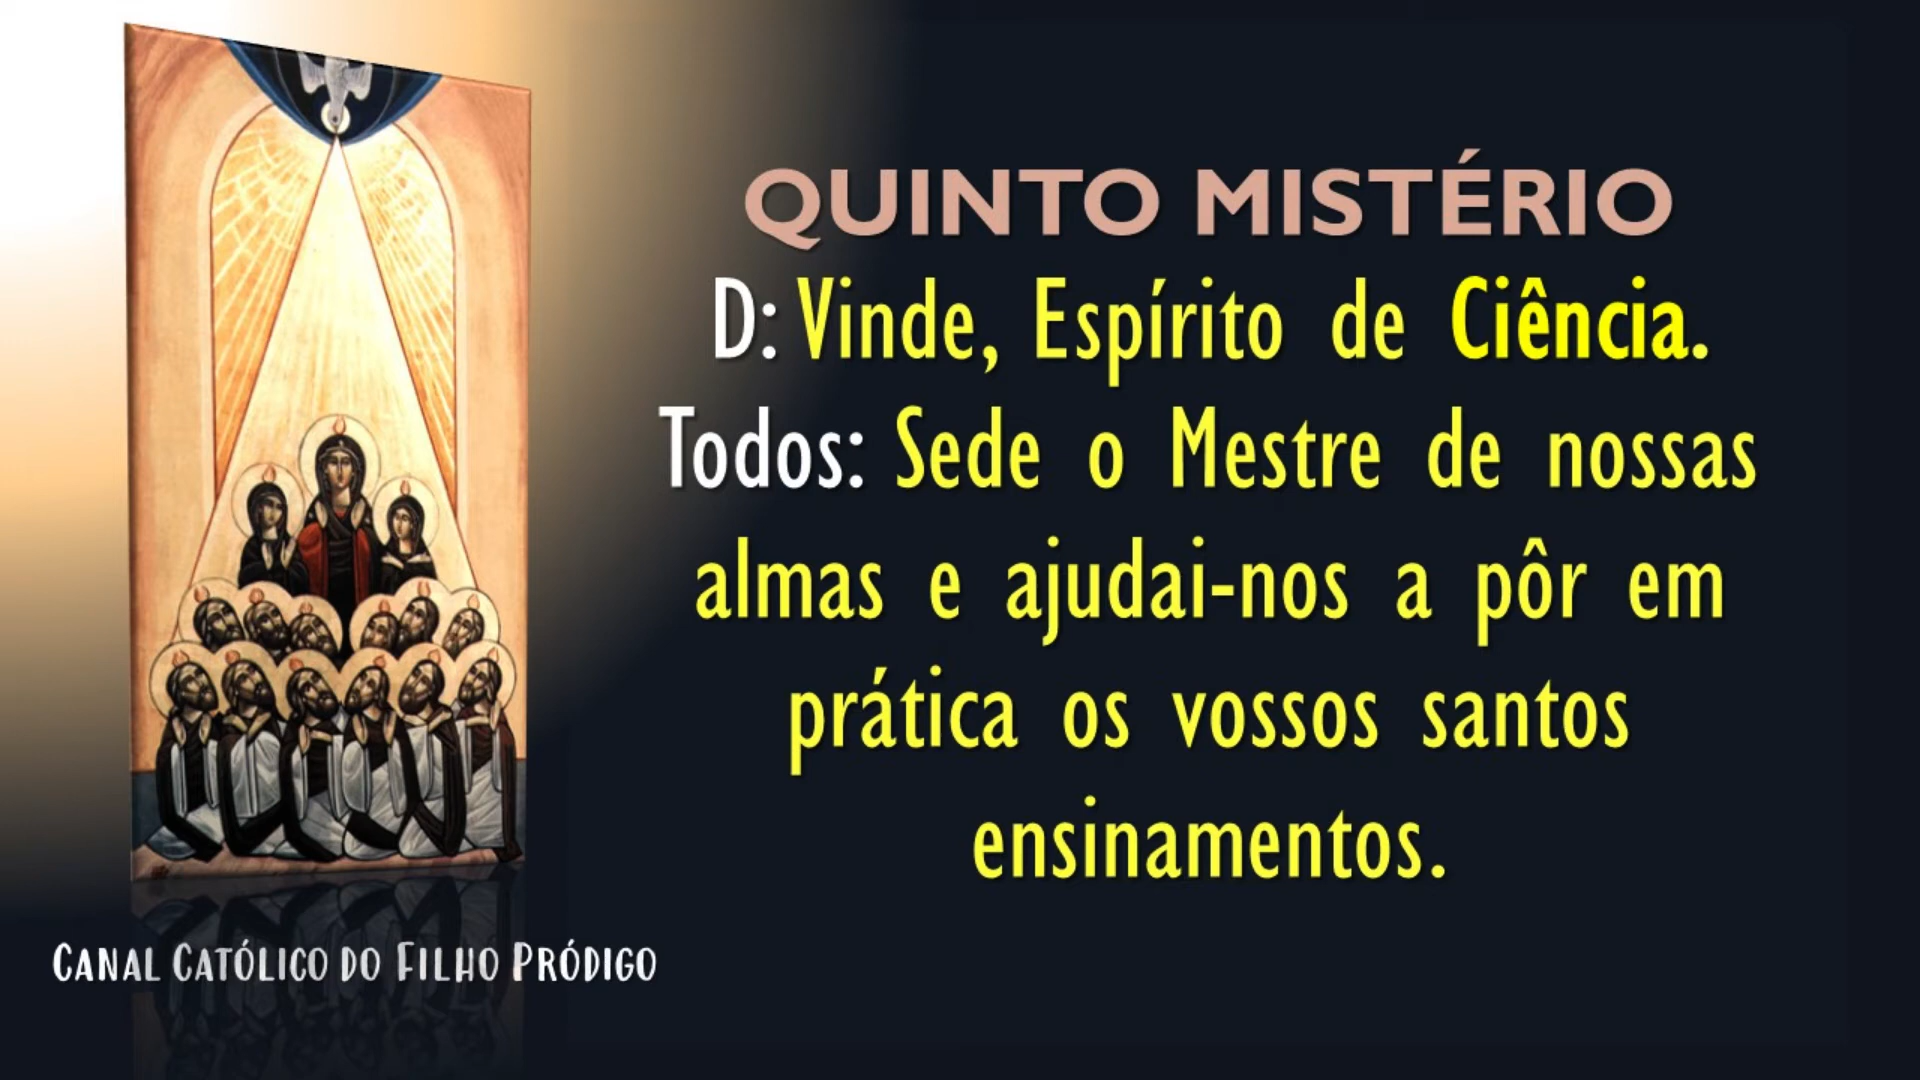 QUINTO MISTÉRIO
D: Vinde, Espírito de Ciência.
Todos: Sede o Mestre de nossas
almas e ajudai-nos a pôr em
prática os vossos santos
ensinamentos.
CANAL CATÓLICO DO FILHO PRÓDIGO